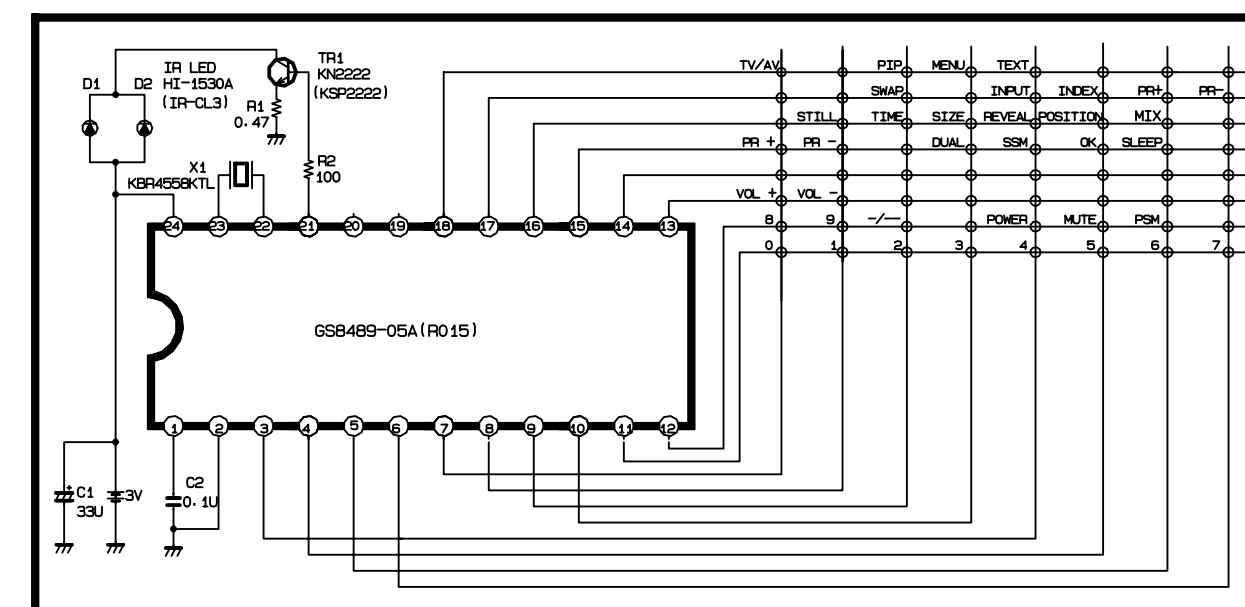 IR LED
D1 D2 HI-1530A
(IR-CL3)
TR1
KN2222
(KSP2222)
R1
0.47
X1
KBR4558KTL
R2
100
TV/AV PIP MENU TEXT
SWAP INPUT INDEX PR+ PR-
STILL TIME SIZE REVEAL POSITION MIX
PR + PR - DUAL SSM OK SLEEP
VOL + VOL -
8 9 -/-- POWER MUTE PSM
0 1 2 3 4 5 6 7
24 23 22 21 20 19 18 17 16 15 14 13
GS8489-05A(R015)
1 2 3 4 5 6 7 8 9 10 11 12
+
C1
33U
3V
C2
0.1U